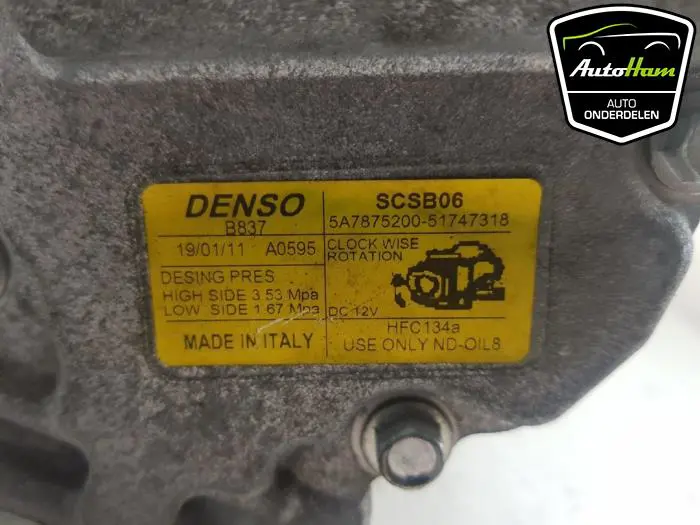 AutoHam
AUTO
ONDERDELEN
DENSO
B837
19/01/11 A0595
DESING PRES
HIGH SIDE 3.53 Mpa
LOW SIDE 1.67 Mpa
MADE IN ITALY
SCSB06
5A7875200-51747318
CLOCK WISE
ROTATION
DC 12V
HFC134a
USE ONLY ND-OIL8